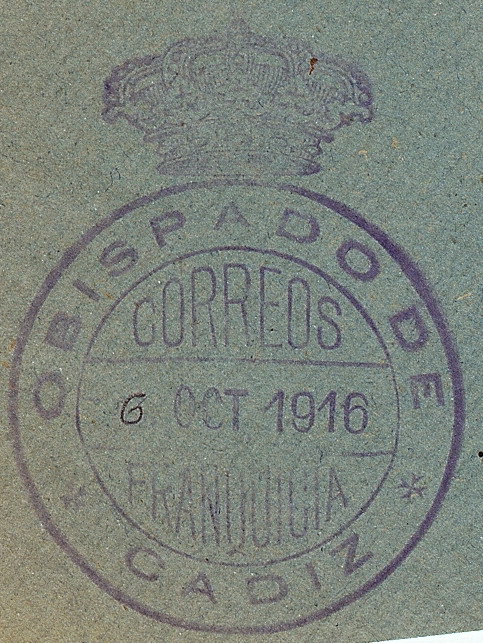 OBISPADO DE
CORREOS
6 OCT 1916
FRANQUICIA
CADIZ